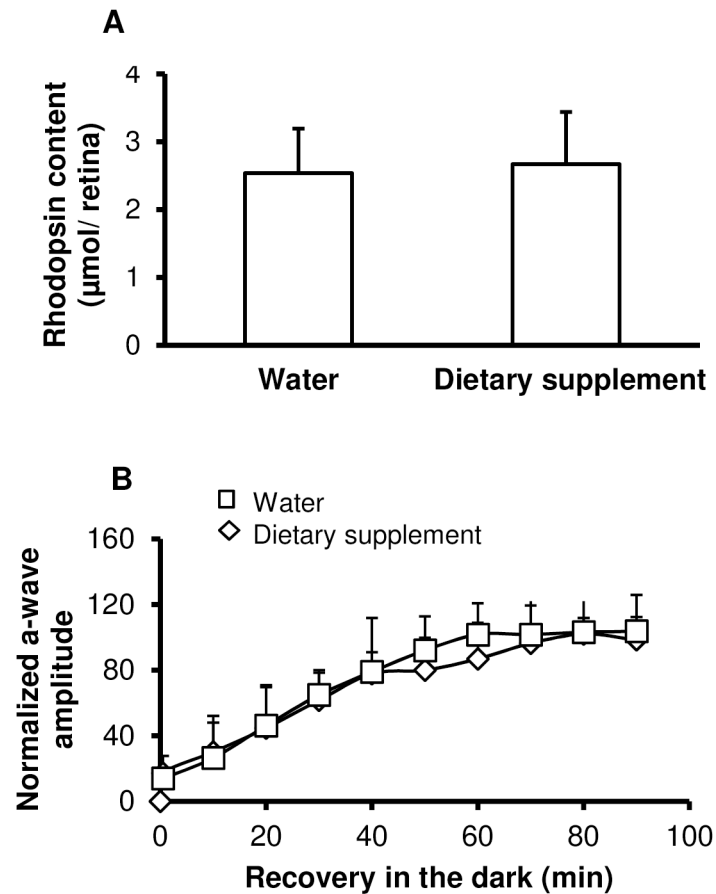 A
Rhodopsin content
(µmol/ retina)
4
3
2
1
0
Water
Dietary supplement
B
Water
Dietary supplement
Normalized a-wave
amplitude
160
120
80
40
0
0 20 40 60 80 100
Recovery in the dark (min)